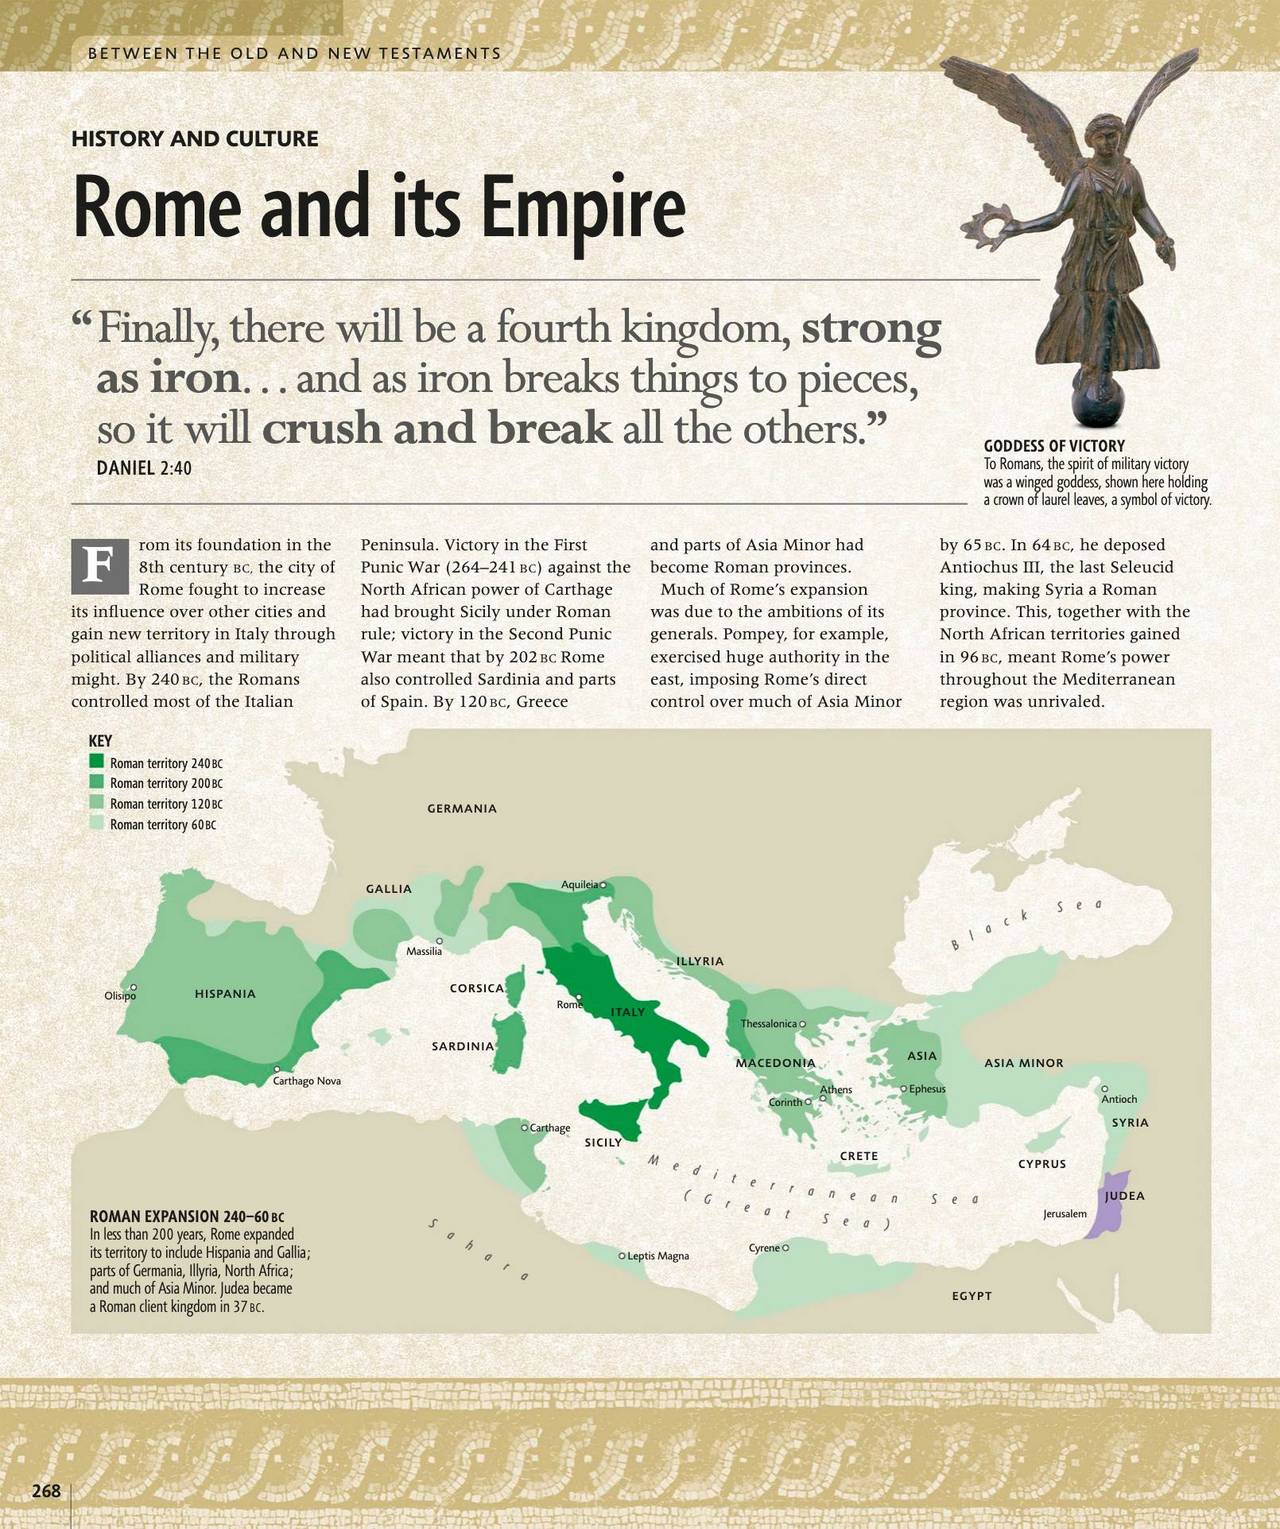 BETWEEN THE OLD AND NEW TESTAMENTS
HISTORY AND CULTURE
Rome and its Empire
“Finally, there will be a fourth kingdom, strong
as iron. . . and as iron breaks things to pieces,
so it will crush and break all the others.”
DANIEL 2:40
GODDESS OF VICTORY
To Romans, the spirit of military victory
was a winged goddess, shown here holding
a crown of laurel leaves, a symbol of victory.
From its foundation in the
8th century BC, the city of
Rome fought to increase
its influence over other cities and
gain new territory in Italy through
political alliances and military
might. By 240 BC, the Romans
controlled most of the Italian
Peninsula. Victory in the First
Punic War (264–241 BC) against the
North African power of Carthage
had brought Sicily under Roman
rule; victory in the Second Punic
War meant that by 202 BC Rome
also controlled Sardinia and parts
of Spain. By 120 BC, Greece
and parts of Asia Minor had
become Roman provinces.
Much of Rome’s expansion
was due to the ambitions of its
generals. Pompey, for example,
exercised huge authority in the
east, imposing Rome’s direct
control over much of Asia Minor
by 65 BC. In 64 BC, he deposed
Antiochus III, the last Seleucid
king, making Syria a Roman
province. This, together with the
North African territories gained
in 96 BC, meant Rome’s power
throughout the Mediterranean
region was unrivaled.
KEY
Roman territory 240 BC
Roman territory 200 BC
Roman territory 120 BC
Roman territory 60 BC
GERMANIA
GALLIA
Aquileia
Black Sea
Massilia
ILLYRIA
Olisipo
HISPANIA
CORSICA
Rome
ITALY
Thessalonica
SARDINIA
MACEDONIA
ASIA
ASIA MINOR
Carthago Nova
Athens
Ephesus
Corinth
Antioch
Carthage
SYRIA
SICILY
CRETE
CYPRUS
Mediterranean Sea
(Great Sea)
JUDEA
Jerusalem
Sahara
Leptis Magna
Cyrene
EGYPT
ROMAN EXPANSION 240–60 BC
In less than 200 years, Rome expanded
its territory to include Hispania and Gallia;
parts of Germania, Illyria, North Africa;
and much of Asia Minor. Judea became
a Roman client kingdom in 37 BC.
268